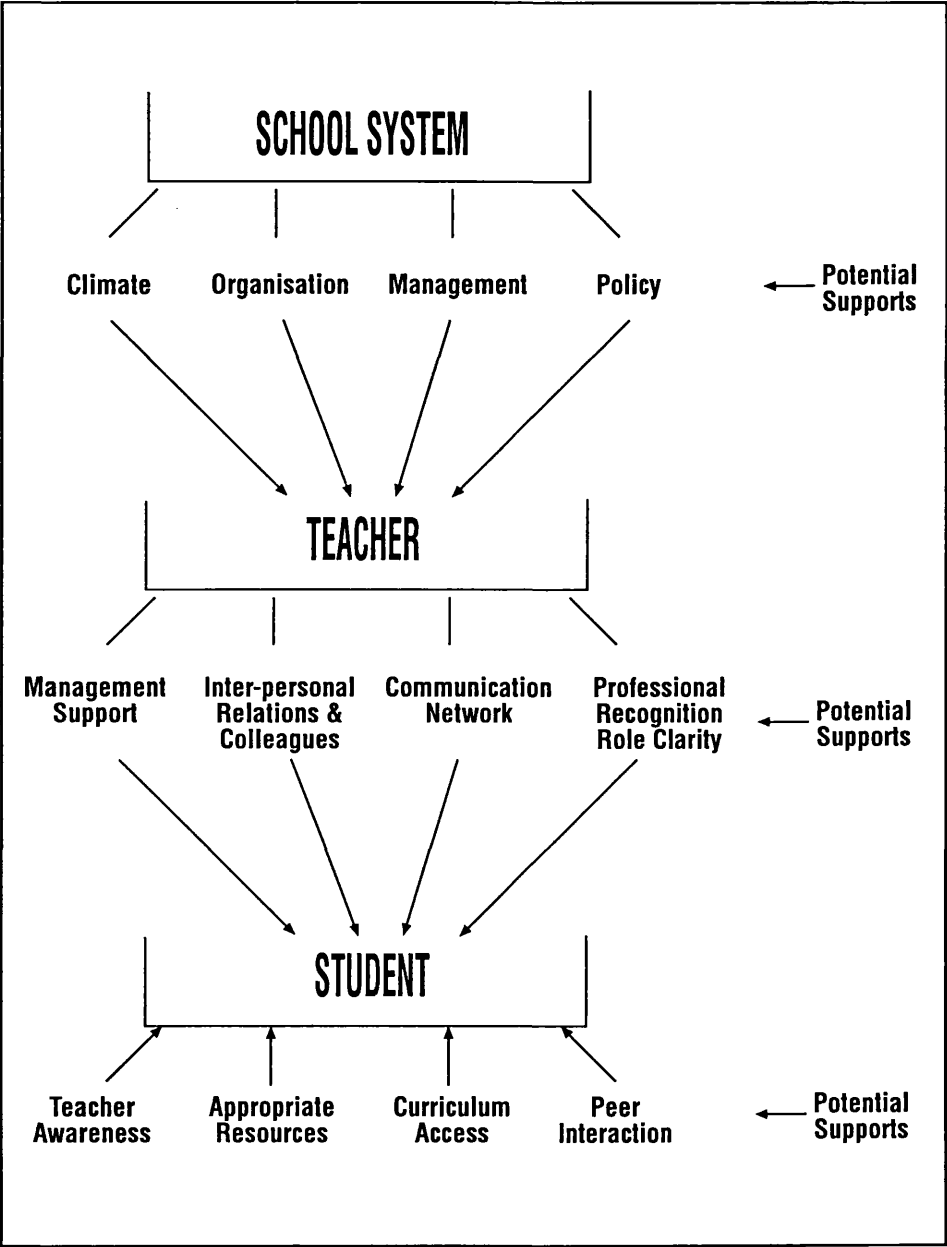 SCHOOL SYSTEM
Climate
Organisation
Management
Policy
Potential
Supports
TEACHER
Management
Support
Inter-personal
Relations &
Colleagues
Communication
Network
Professional
Recognition
Role Clarity
Potential
Supports
STUDENT
Teacher
Awareness
Appropriate
Resources
Curriculum
Access
Peer
Interaction
Potential
Supports